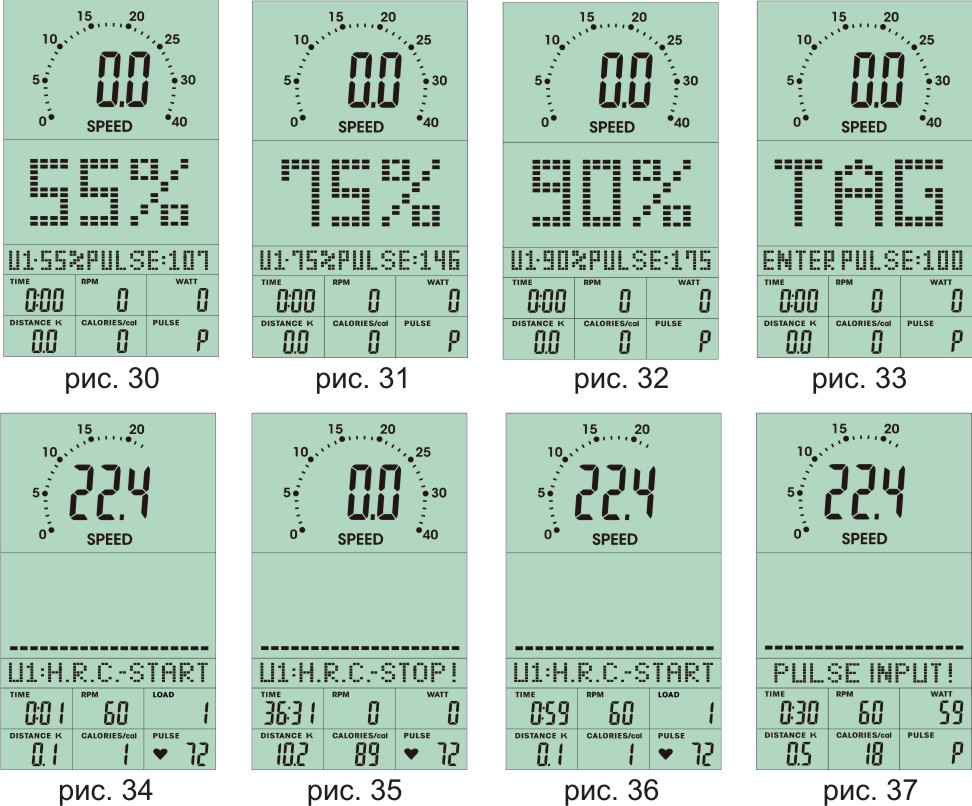 15 20
10 25
5 0.0 30
0 SPEED 40
55%
U1-55%PULSE:107
TIME RPM WATT
0:00 0 0
DISTANCE K CALORIES/cal PULSE
0.0 0 P
рис. 30
15 20
10 25
5 0.0 30
0 SPEED 40
75%
U1-75%PULSE:146
TIME RPM WATT
0:00 0 0
DISTANCE K CALORIES/cal PULSE
0.0 0 P
рис. 31
15 20
10 25
5 0.0 30
0 SPEED 40
90%
U1-90%PULSE:175
TIME RPM WATT
0:00 0 0
DISTANCE K CALORIES/cal PULSE
0.0 0 P
рис. 32
15 20
10 25
5 0.0 30
0 SPEED 40
TAG
ENTER PULSE:100
TIME RPM WATT
0:00 0 0
DISTANCE K CALORIES/cal PULSE
0.0 0 P
рис. 33
15 20
10
5 22.4
0 SPEED
U1:H.R.C.-START
TIME RPM LOAD
0:01 60 1
DISTANCE K CALORIES/cal PULSE
0.1 1 ♥ 72
рис. 34
15 20
10 25
5 0.0 30
0 SPEED 40
U1:H.R.C.-STOP!
TIME RPM WATT
36:31 0 0
DISTANCE K CALORIES/cal PULSE
10.2 89 ♥ 72
рис. 35
15 20
10
5 22.4
0 SPEED
U1:H.R.C.-START
TIME RPM LOAD
0:59 60 1
DISTANCE K CALORIES/cal PULSE
0.1 1 ♥ 72
рис. 36
15 20
10
5 22.4
0 SPEED
PULSE INPUT!
TIME RPM WATT
0:30 60 59
DISTANCE K CALORIES/cal PULSE
0.5 18 P
рис. 37